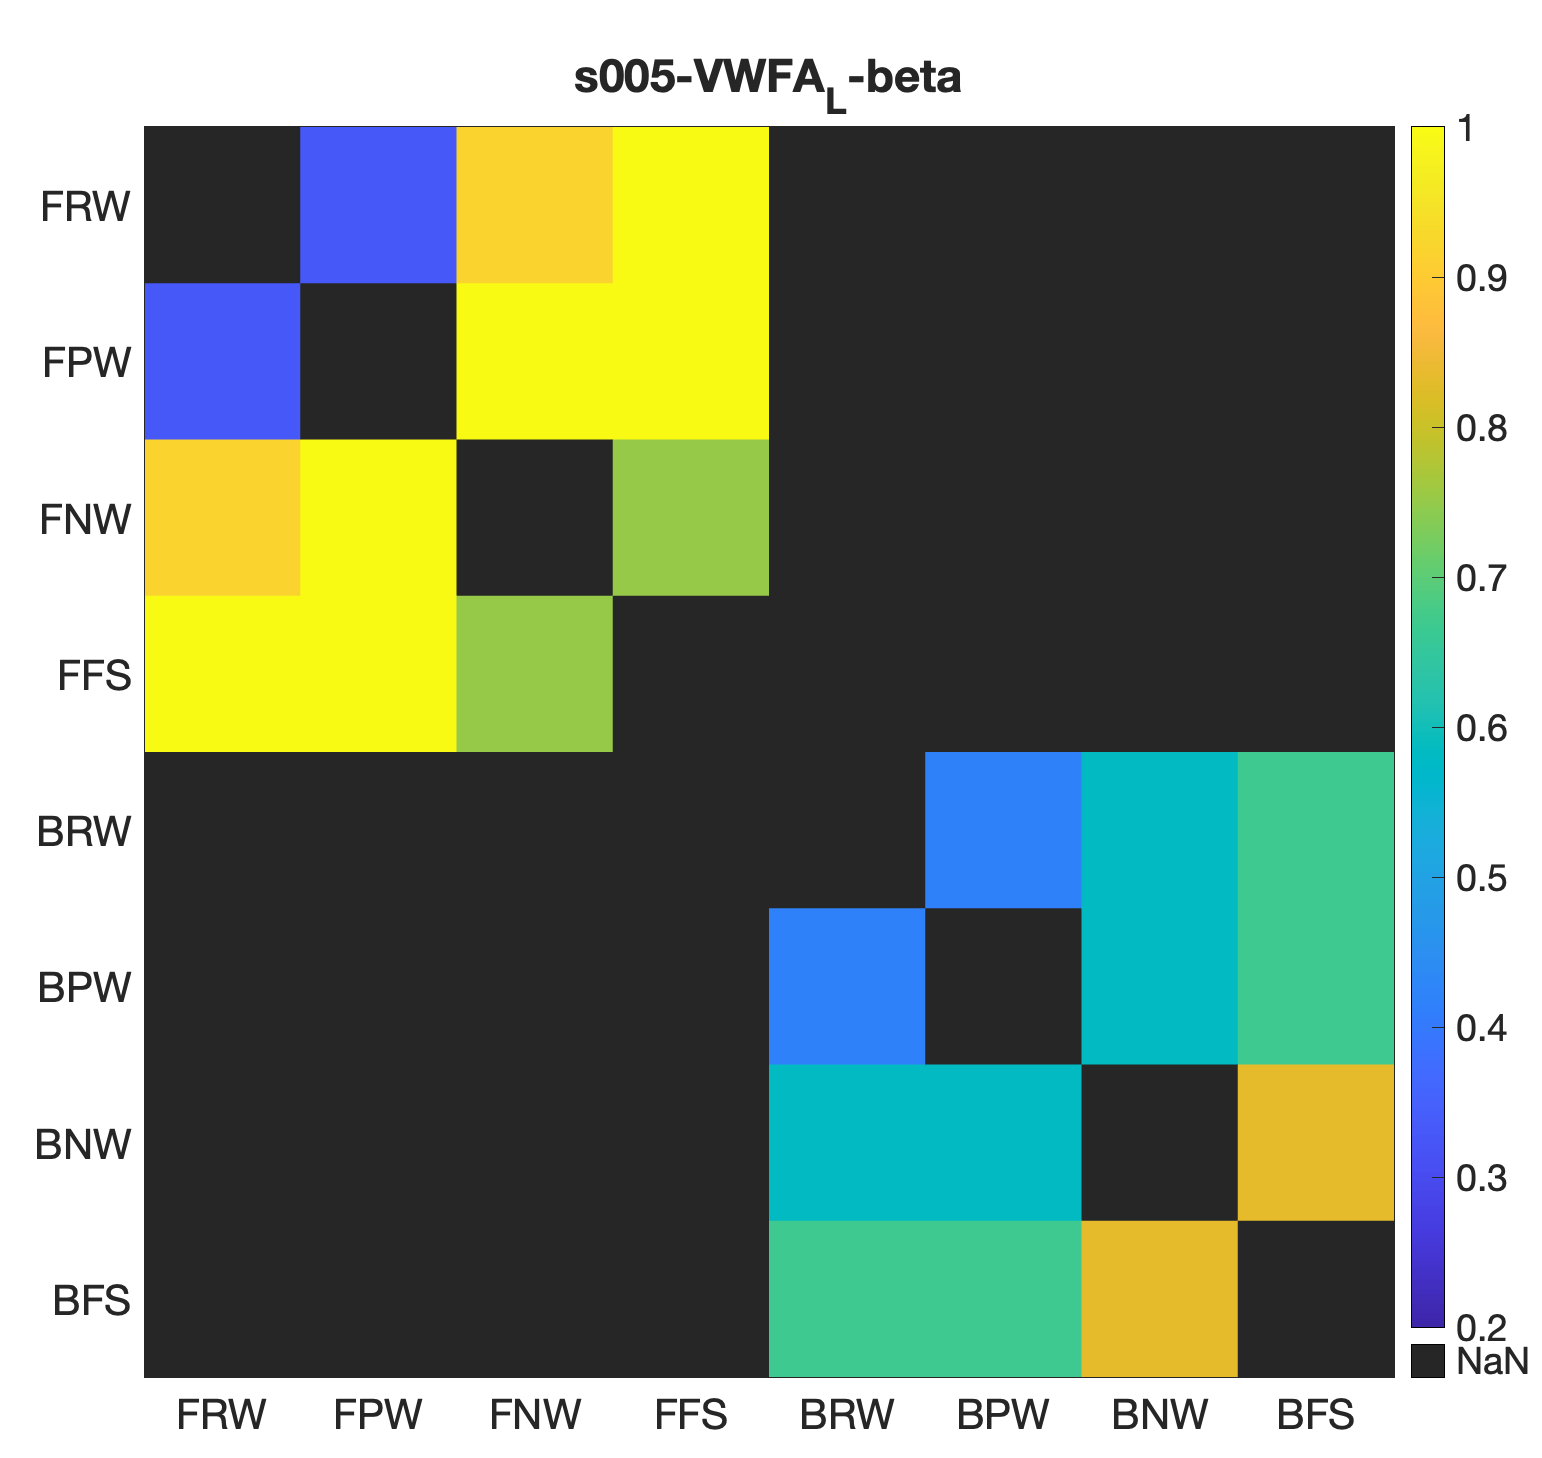 s005-VWFA_L-beta
FRW
FPW
FNW
FFS
BRW
BPW
BNW
BFS
FRW FPW FNW FFS BRW BPW BNW BFS
1
0.9
0.8
0.7
0.6
0.5
0.4
0.3
0.2
NaN